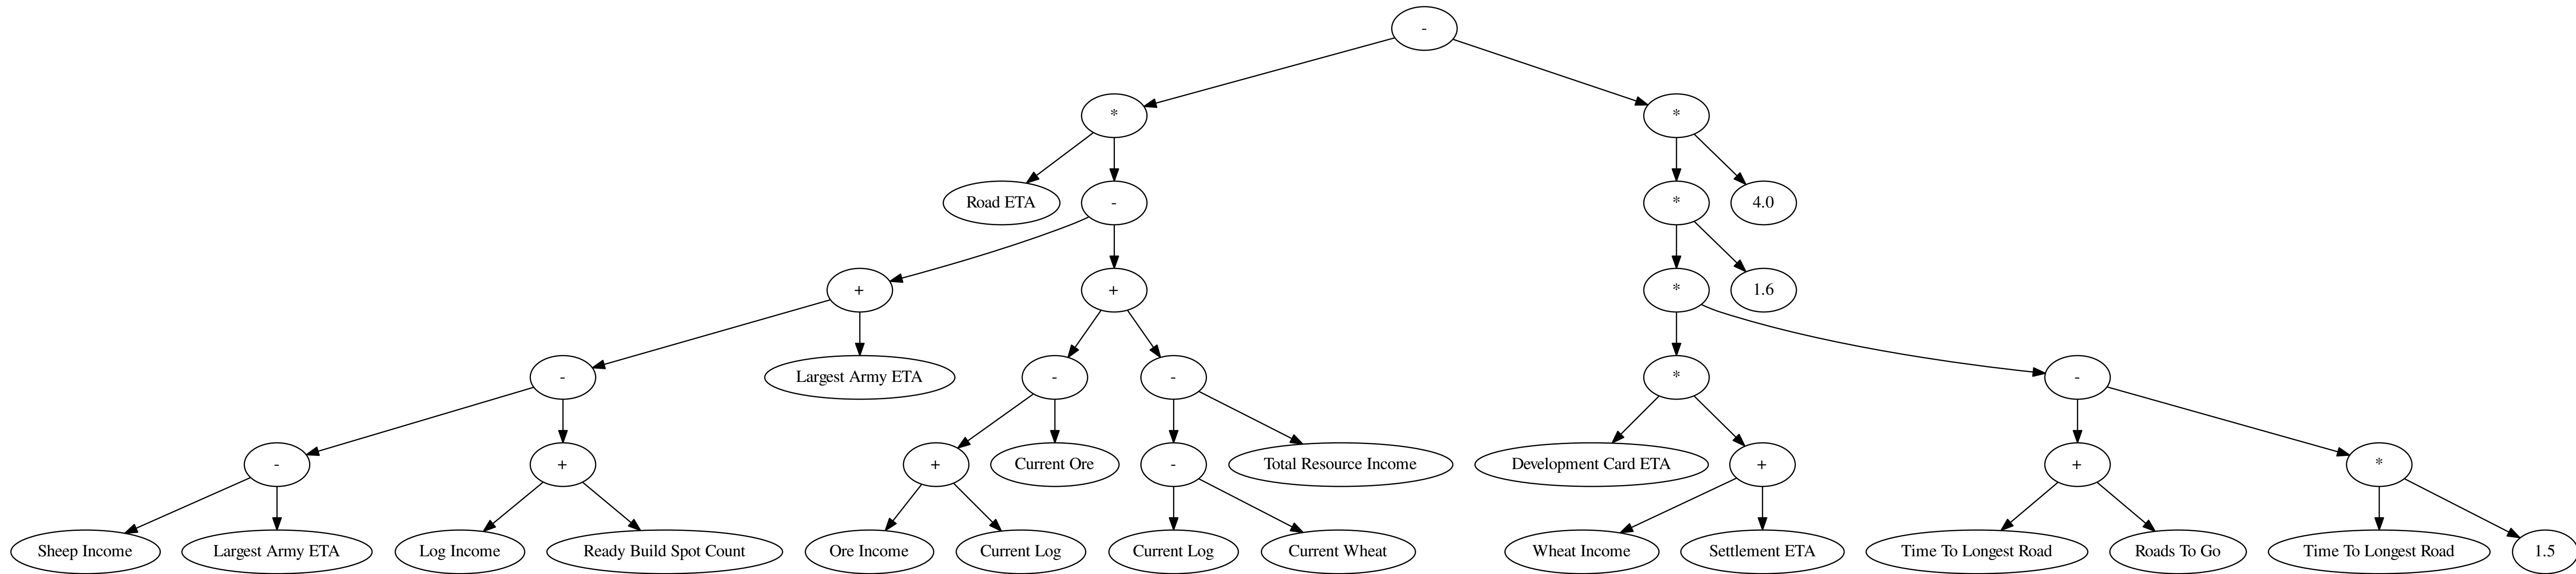 -
*
*
Road ETA
-
*
4.0
+
+
*
1.6
-
Largest Army ETA
-
-
*
-
-
+
+
Current Ore
-
Total Resource Income
Development Card ETA
+
+
*
Sheep Income
Largest Army ETA
Log Income
Ready Build Spot Count
Ore Income
Current Log
Current Log
Current Wheat
Wheat Income
Settlement ETA
Time To Longest Road
Roads To Go
Time To Longest Road
1.5